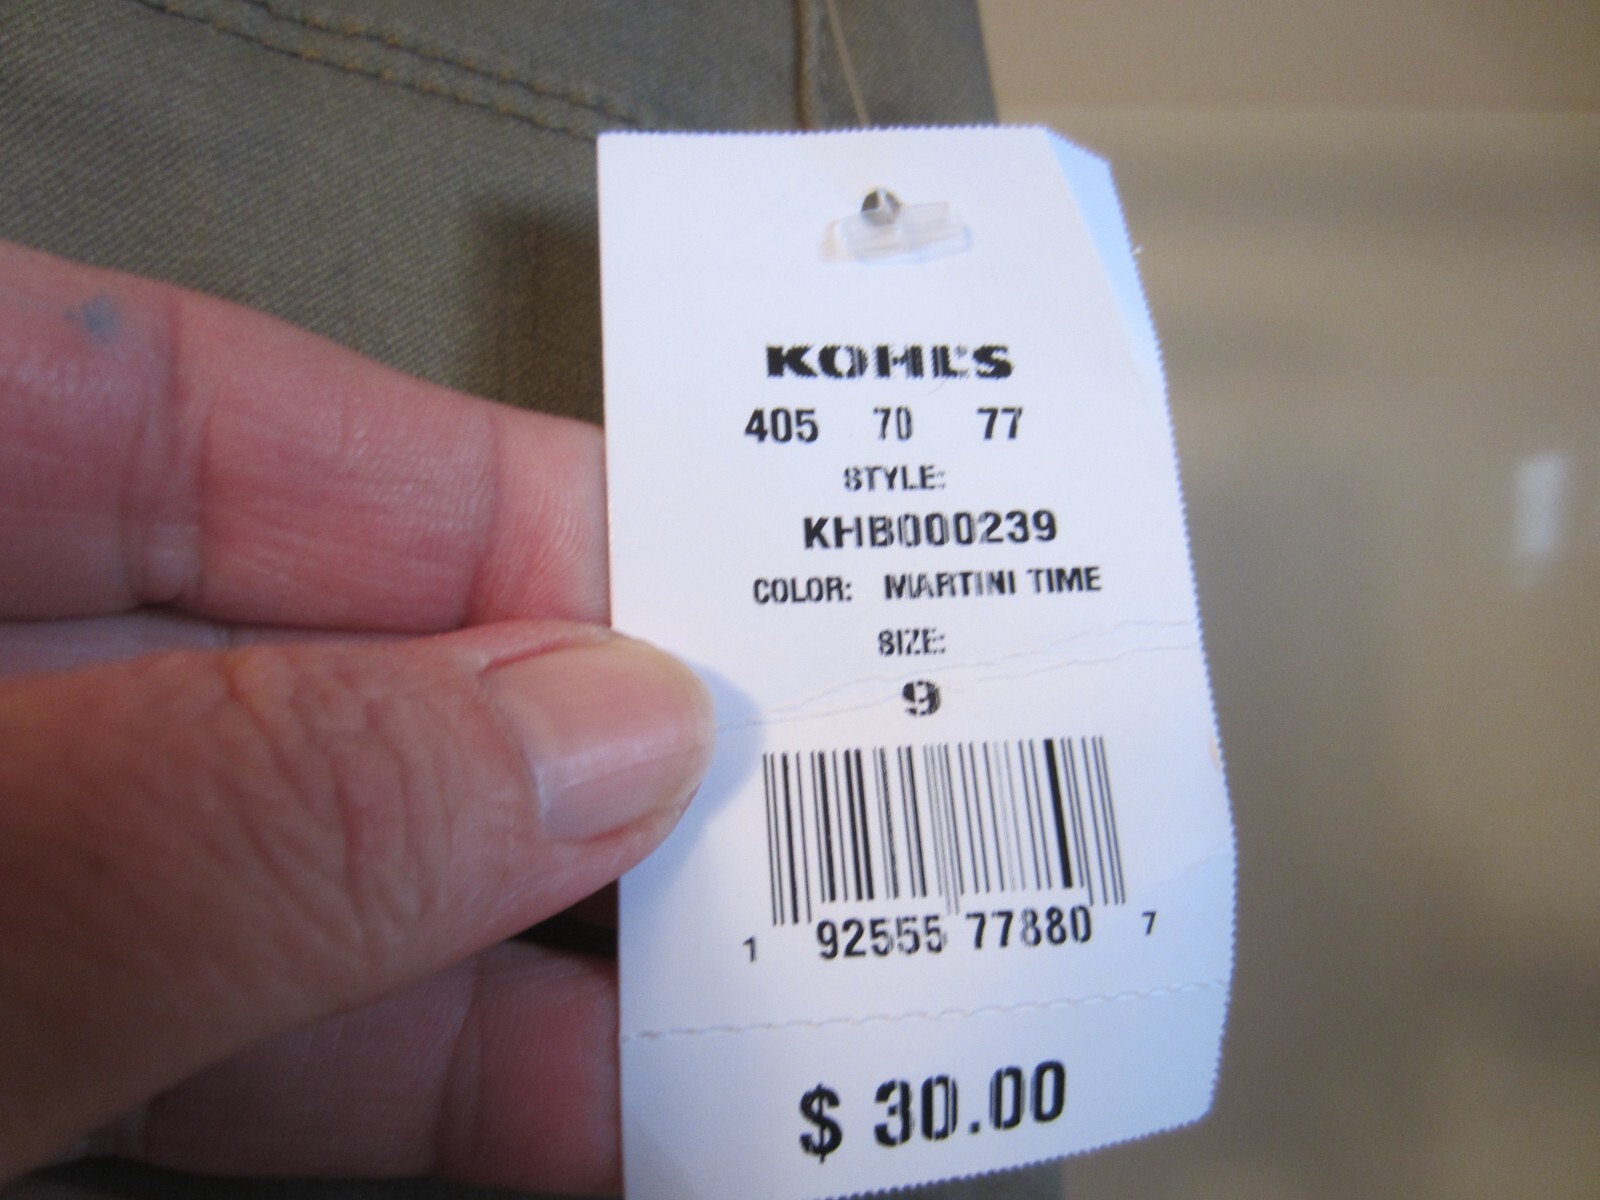 KOHL'S
405 70 77
STYLE:
KHB000239
COLOR: MARTINI TIME
SIZE:
9
1 92555 77880 7
$ 30.00